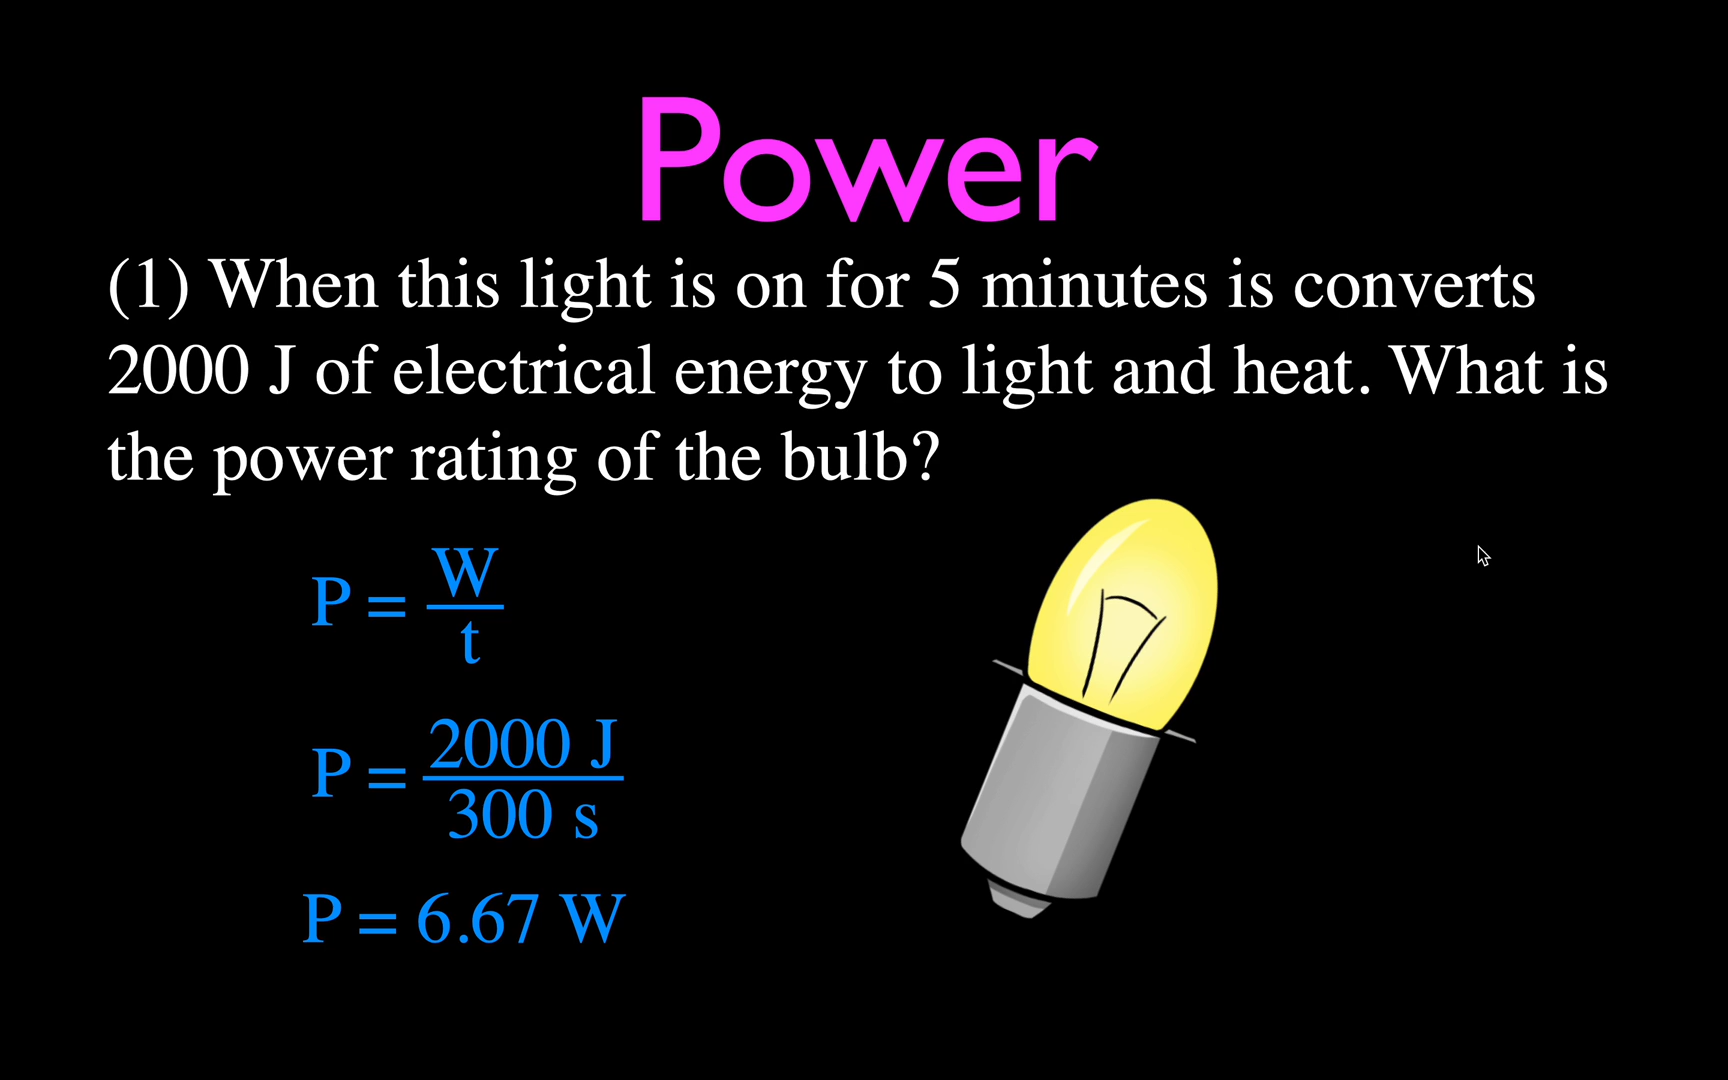 Power
(1) When this light is on for 5 minutes is converts
2000 J of electrical energy to light and heat. What is
the power rating of the bulb?
P = W/t
P = 2000 J/300 s
P = 6.67 W